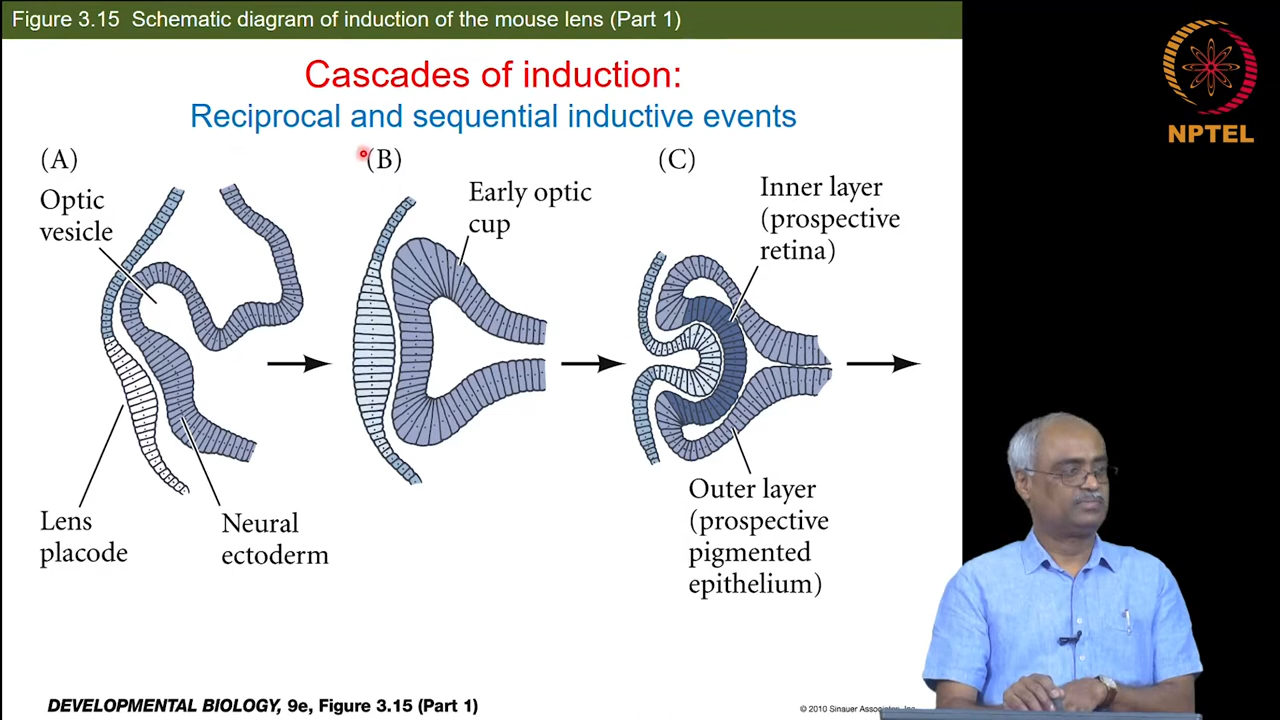 Figure 3.15 Schematic diagram of induction of the mouse lens (Part 1)
Cascades of induction:
Reciprocal and sequential inductive events
NPTEL
(A)
Optic
vesicle
Lens
placode
Neural
ectoderm
(B)
Early optic
cup
(C)
Inner layer
(prospective
retina)
Outer layer
(prospective
pigmented
epithelium)
DEVELOPMENTAL BIOLOGY, 9e, Figure 3.15 (Part 1)
© 2010 Sinauer